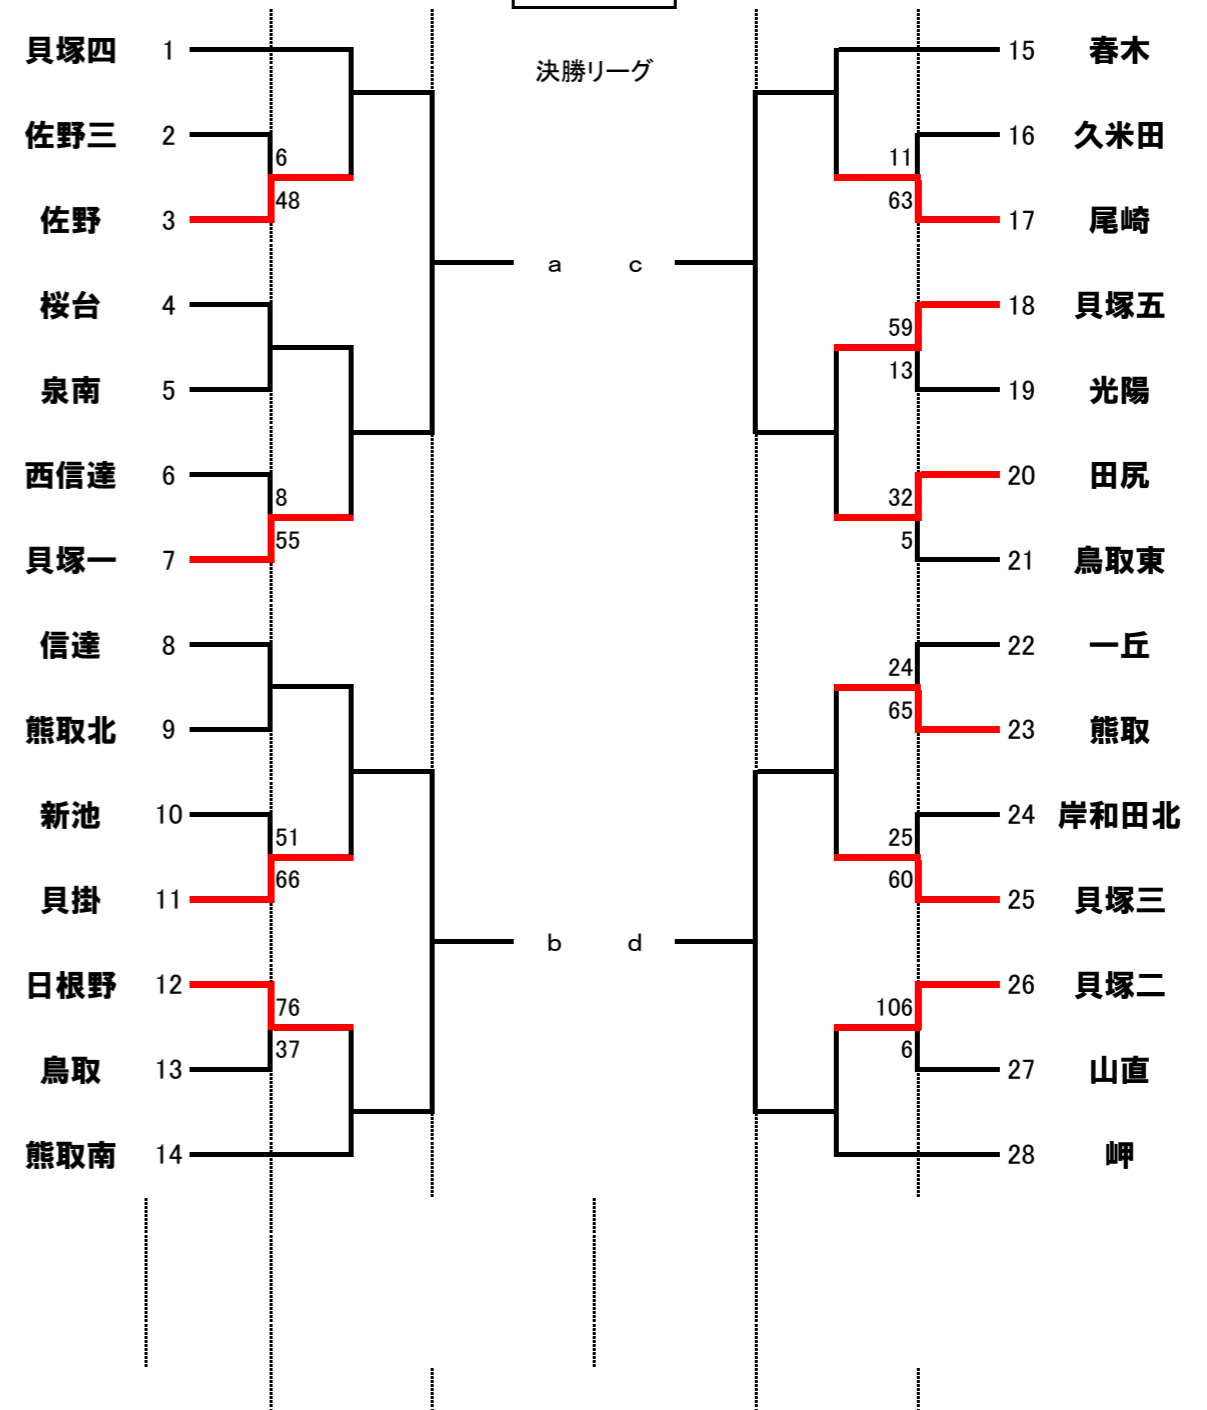 決勝リーグ
貝塚四 1
佐野三 2
6
48
佐野 3
桜台 4
泉南 5
西信達 6
8
55
貝塚一 7
信達 8
熊取北 9
新池 10
51
66
貝掛 11
日根野 12
76
37
鳥取 13
熊取南 14
a c
b d
15 春木
16 久米田
11
63
17 尾崎
18 貝塚五
59
13
19 光陽
20 田尻
32
5
21 鳥取東
22 一丘
24
65
23 熊取
24 岸和田北
25
60
25 貝塚三
26 貝塚二
106
6
27 山直
28 岬